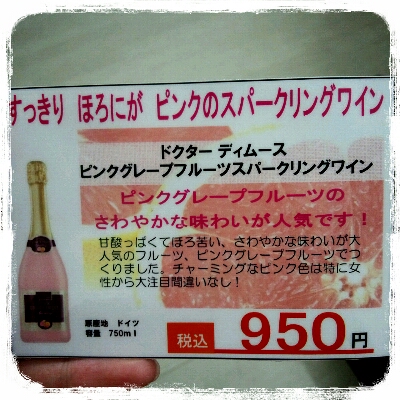 すっきり ほろにが ピンクのスパークリングワイン
ドクター ディムース
ピンクグレープフルーツスパークリングワイン
ピンクグレープフルーツの
さわやかな味わいが人気です！
甘酸っぱくてほろ苦い、さわやかな味わいが大
人気のフルーツ、ピンクグレープフルーツでつ
くりました。チャーミングなピンク色は特に女
性から大注目間違いなし！
原産地 ドイツ
容量 750ml
税込 950円